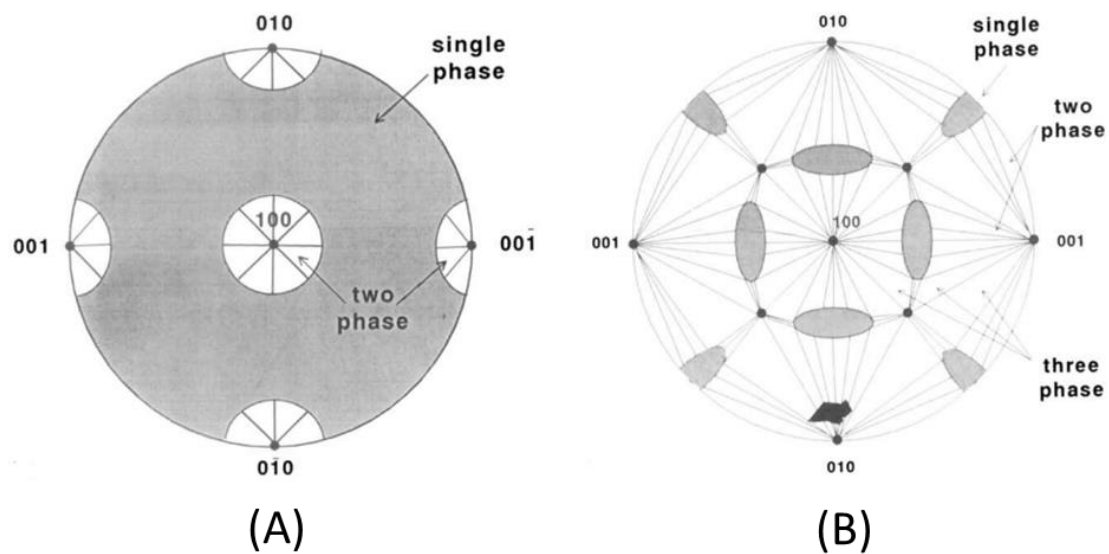 010
single
phase
100
001
001̄
two
phase
01̄0
(A)
010
single
phase
two
phase
100
001
001
three
phase
010
(B)